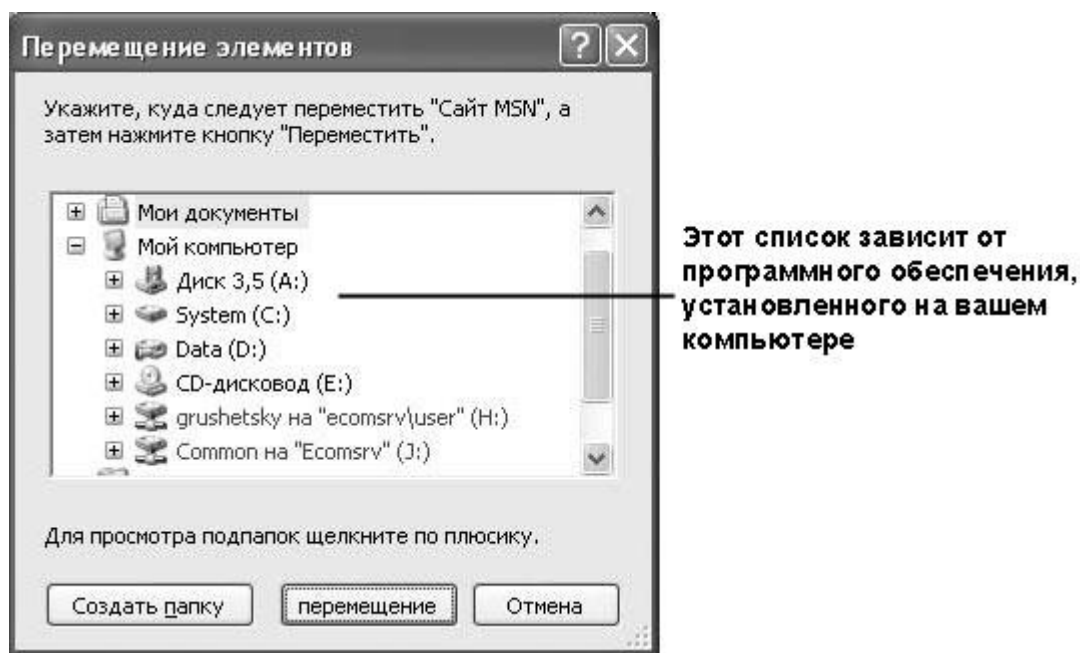 Перемещение элементов
Укажите, куда следует переместить "Сайт MSN", а
затем нажмите кнопку "Переместить".
Мои документы
Мой компьютер
Диск 3,5 (A:)
System (C:)
Data (D:)
CD-дисковод (E:)
grushetsky на "ecomsrv\user" (H:)
Common на "Ecomsrv" (J:)
Для просмотра подпапок щелкните по плюсику.
Создать папку
перемещение
Отмена
Этот список зависит от
программного обеспечения,
установленного на вашем
компьютере